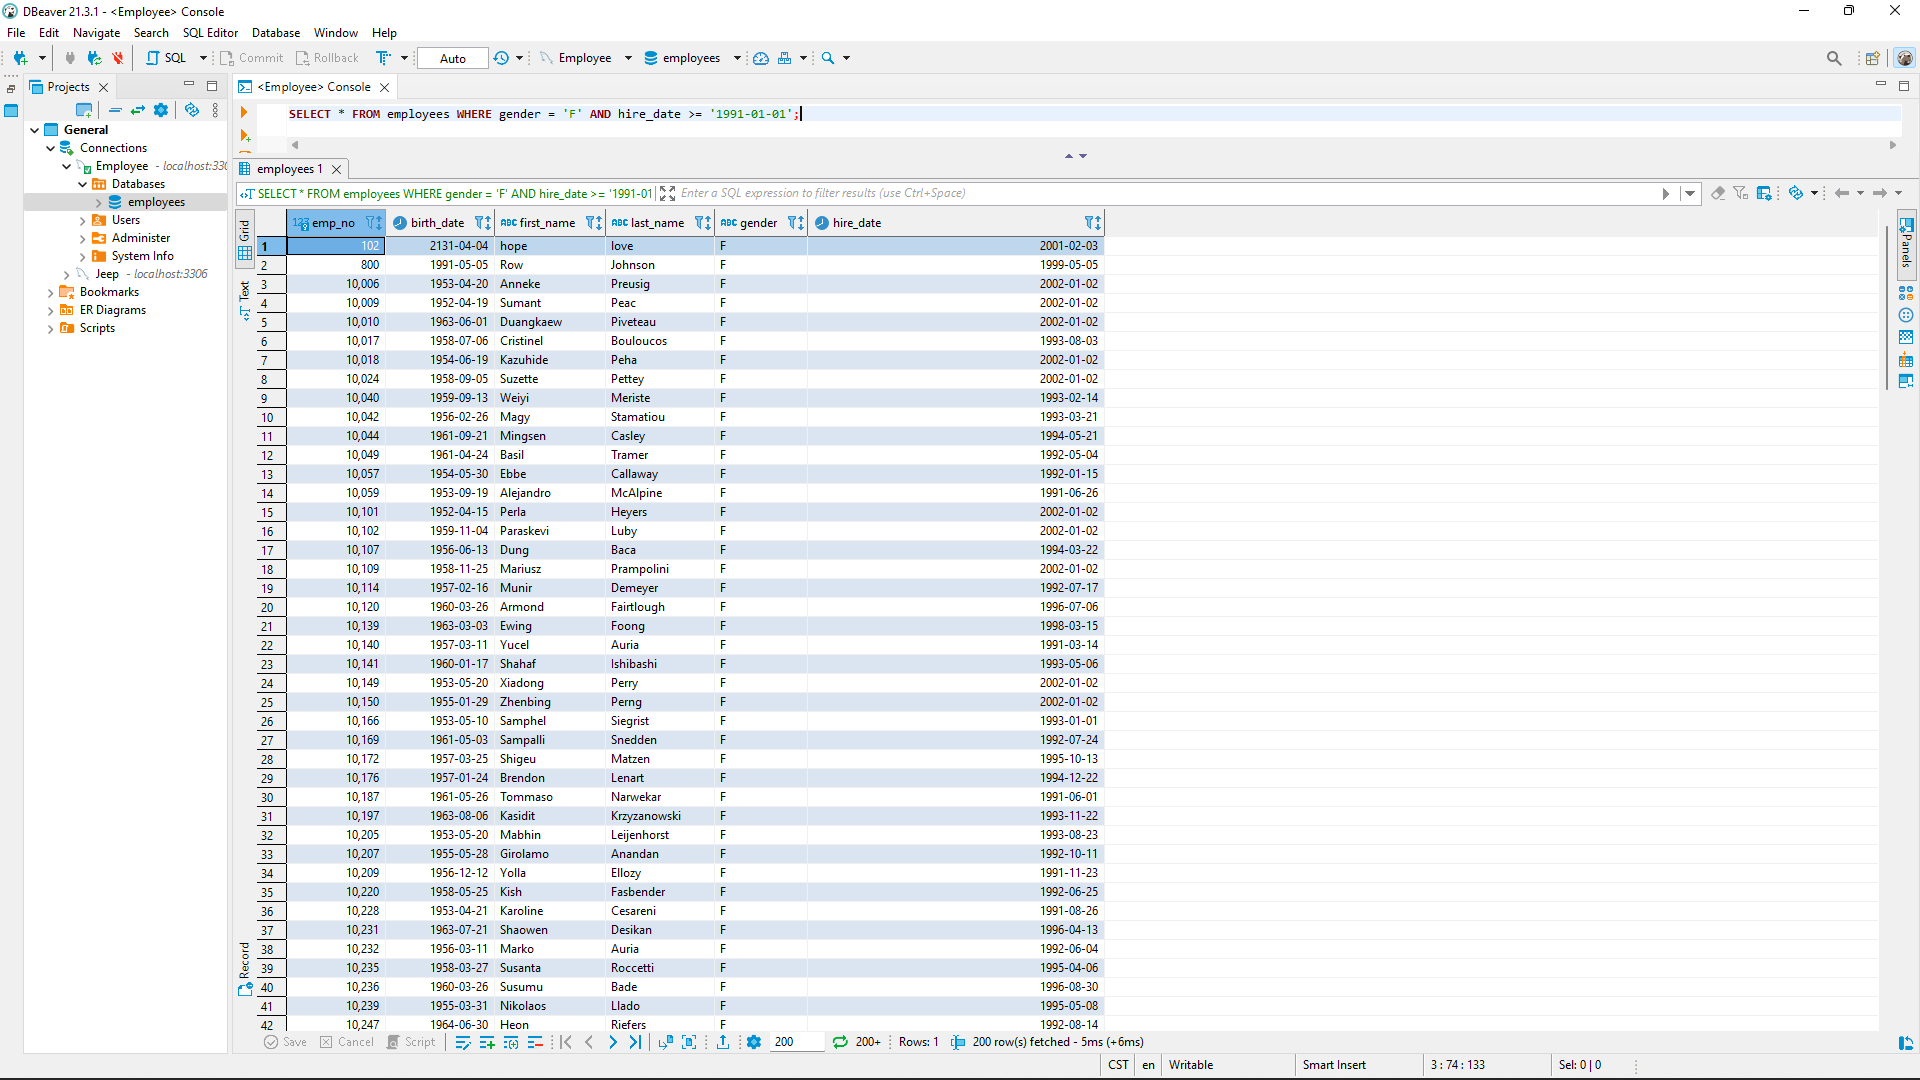 DBeaver 21.3.1 - <Employee> Console
File Edit Navigate Search SQL Editor Database Window Help
SQL Commit Rollback Auto Employee employees
Projects
<Employee> Console
General
Connections
Employee - localhost:330
Databases
employees
Users
Administer
System Info
Jeep - localhost:3306
Bookmarks
ER Diagrams
Scripts
SELECT * FROM employees WHERE gender = 'F' AND hire_date >= '1991-01-01';
employees 1
SELECT * FROM employees WHERE gender = 'F' AND hire_date >= '1991-01 Enter a SQL expression to filter results (use Ctrl+Space)
Grid
Text
Record
Panels
123 emp_no birth_date ABC first_name ABC last_name ABC gender hire_date
1 102 2131-04-04 hope love F 2001-02-03
2 800 1991-05-05 Row Johnson F 1999-05-05
3 10,006 1953-04-20 Anneke Preusig F 2002-01-02
4 10,009 1952-04-19 Sumant Peac F 2002-01-02
5 10,010 1963-06-01 Duangkaew Piveteau F 2002-01-02
6 10,017 1958-07-06 Cristinel Bouloucos F 1993-08-03
7 10,018 1954-06-19 Kazuhide Peha F 2002-01-02
8 10,024 1958-09-05 Suzette Pettey F 2002-01-02
9 10,040 1959-09-13 Weiyi Meriste F 1993-02-14
10 10,042 1956-02-26 Magy Stamatiou F 1993-03-21
11 10,044 1961-09-21 Mingsen Casley F 1994-05-21
12 10,049 1961-04-24 Basil Tramer F 1992-05-04
13 10,057 1954-05-30 Ebbe Callaway F 1992-01-15
14 10,059 1953-09-19 Alejandro McAlpine F 1991-06-26
15 10,101 1952-04-15 Perla Heyers F 2002-01-02
16 10,102 1959-11-04 Paraskevi Luby F 2002-01-02
17 10,107 1956-06-13 Dung Baca F 1994-03-22
18 10,109 1958-11-25 Mariusz Prampolini F 2002-01-02
19 10,114 1957-02-16 Munir Demeyer F 1992-07-17
20 10,120 1960-03-26 Armond Fairtlough F 1996-07-06
21 10,139 1963-03-03 Ewing Foong F 1998-03-15
22 10,140 1957-03-11 Yucel Auria F 1991-03-14
23 10,141 1960-01-17 Shahaf Ishibashi F 1993-05-06
24 10,149 1953-05-20 Xiadong Perry F 2002-01-02
25 10,150 1955-01-29 Zhenbing Perng F 2002-01-02
26 10,166 1953-05-10 Samphel Siegrist F 1993-01-01
27 10,169 1961-05-03 Sampalli Snedden F 1992-07-24
28 10,172 1957-03-25 Shigeu Matzen F 1995-10-13
29 10,176 1957-01-24 Brendon Lenart F 1994-12-22
30 10,187 1961-05-26 Tommaso Narwekar F 1991-06-01
31 10,197 1963-08-06 Kasidit Krzyzanowski F 1993-11-22
32 10,205 1953-05-20 Mabhin Leijenhorst F 1993-08-23
33 10,207 1955-05-28 Girolamo Anandan F 1992-10-11
34 10,209 1956-12-12 Yolla Ellozy F 1991-11-23
35 10,220 1958-05-25 Kish Fasbender F 1992-06-25
36 10,228 1953-04-21 Karoline Cesareni F 1991-08-26
37 10,231 1963-07-21 Shaowen Desikan F 1996-04-13
38 10,232 1956-03-11 Marko Auria F 1992-06-04
39 10,235 1958-03-27 Susanta Roccetti F 1995-04-06
40 10,236 1960-03-26 Susumu Bade F 1996-08-30
41 10,239 1955-03-31 Nikolaos Llado F 1995-05-08
42 10,247 1964-06-30 Heon Riefers F 1992-08-14
Save Cancel Script 200 200+ Rows: 1 200 row(s) fetched - 5ms (+6ms)
CST en Writable Smart Insert 3 : 74 : 133 Sel: 0 | 0